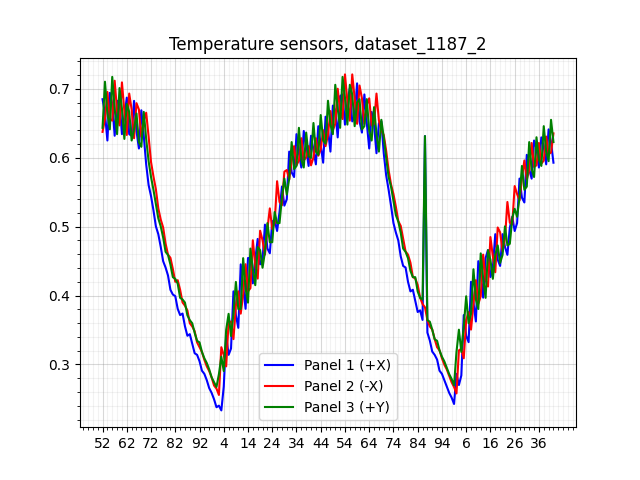 Temperature sensors, dataset_1187_2
0.7
0.6
0.5
0.4
0.3
Panel 1 (+X)
Panel 2 (-X)
Panel 3 (+Y)
52 62 72 82 92 4 14 24 34 44 54 64 74 84 94 6 16 26 36